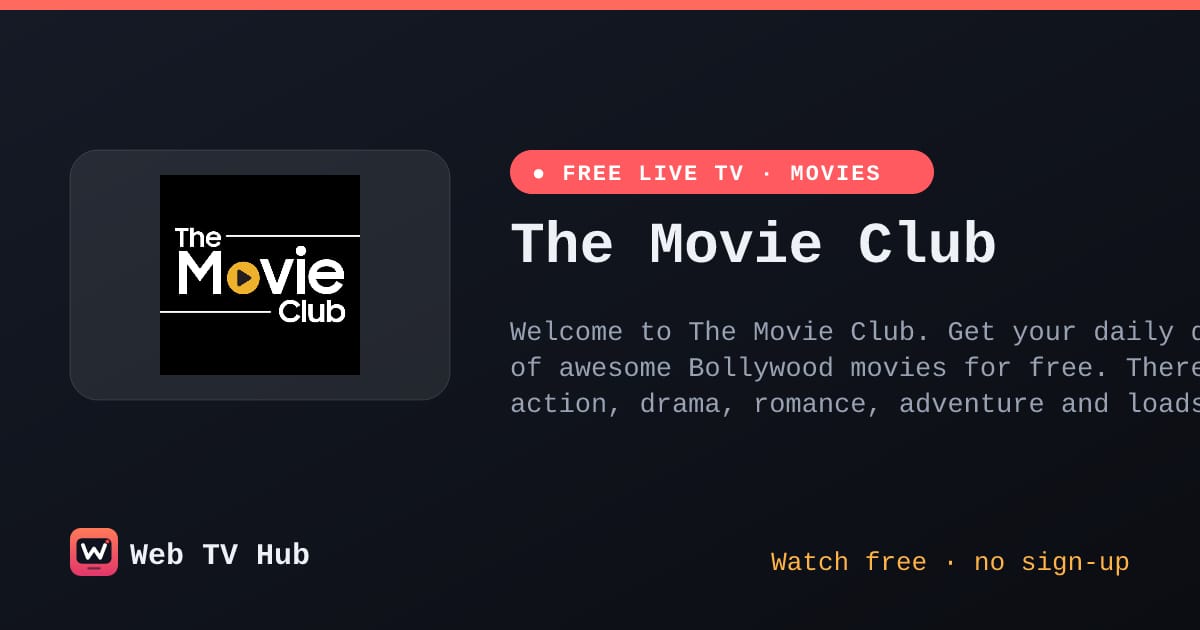 The
Movie
Club
• FREE LIVE TV · MOVIES
The Movie Club
Welcome to The Movie Club. Get your daily
of awesome Bollywood movies for free. There
action, drama, romance, adventure and loads
Web TV Hub
Watch free · no sign-up